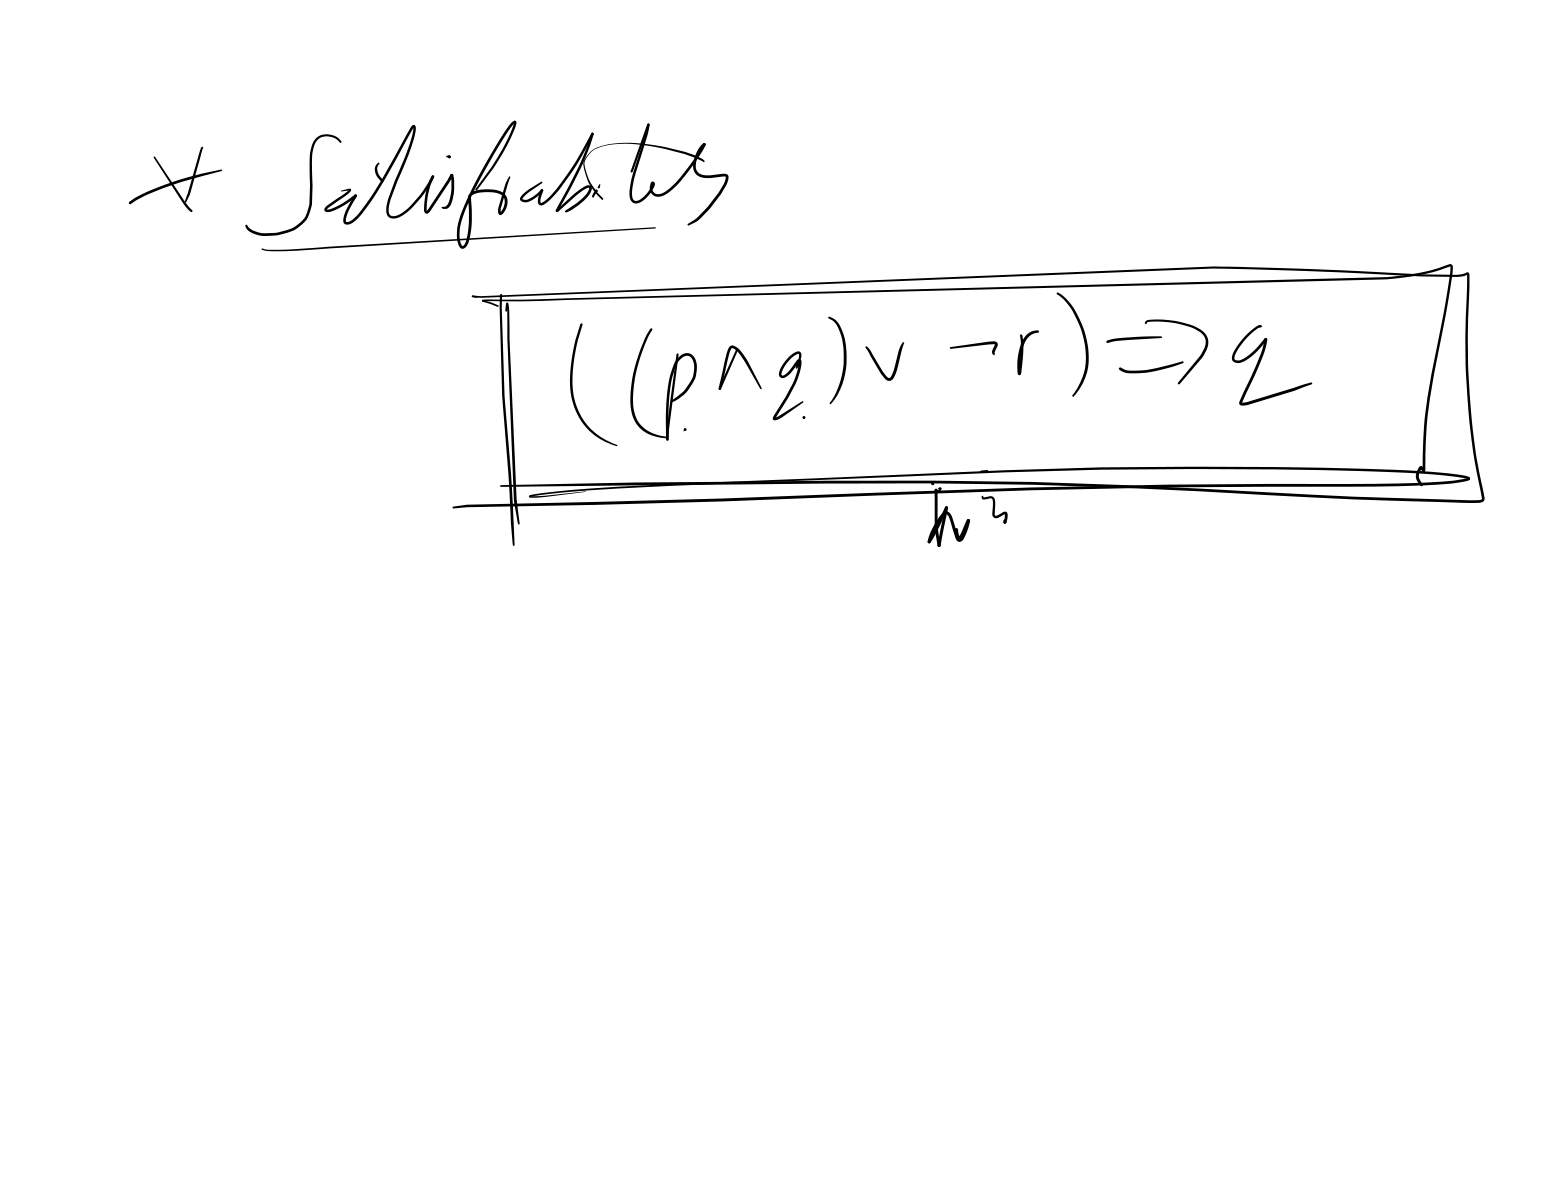 * Satisfiability
((p ∧ q) ∨ ¬ r) ⇒ q